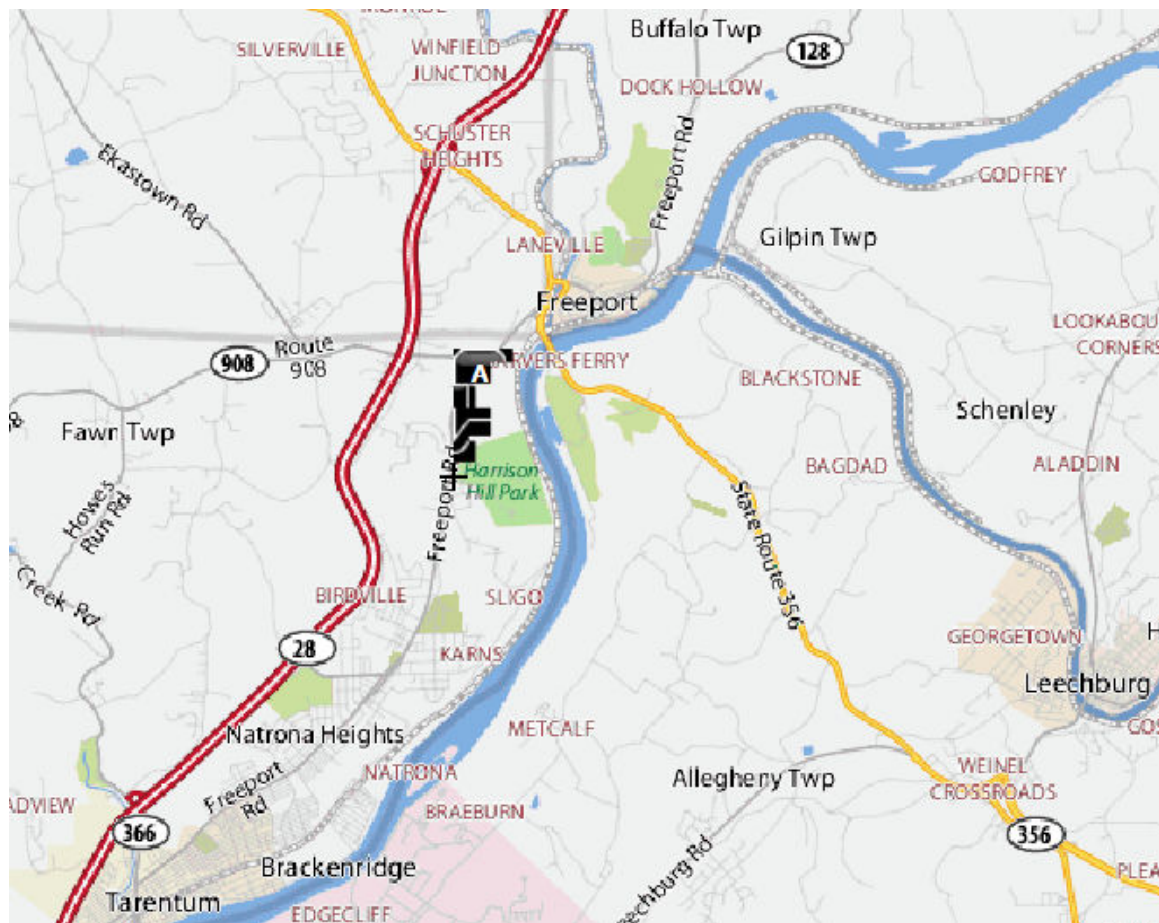 SILVERVILLE
WINFIELD
JUNCTION
Buffalo Twp
128
DOCK HOLLOW
SCHUSTER
HEIGHTS
Ekastown Rd
Freeport Rd
GODFREY
LANEVILLE
Gilpin Twp
Freeport
Route
908
908
A
FERRY
CORNERS
BLACKSTONE
Schenley
Fawn Twp
BAGDAD
ALADDIN
Harrison
Hill Park
Freeport Rd
Howes
Run Rd
State Route 356
Creek Rd
BIRDVILLE
SLIGO
28
GEORGETOWN
KARNS
Leechburg
METCALF
Natrona Heights
NATRONA
Allegheny Twp
WEINEL
CROSSROADS
Freeport
Rd
BRAEBURN
366
356
Brackenridge
Rd
Tarentum
EDGECLIFF